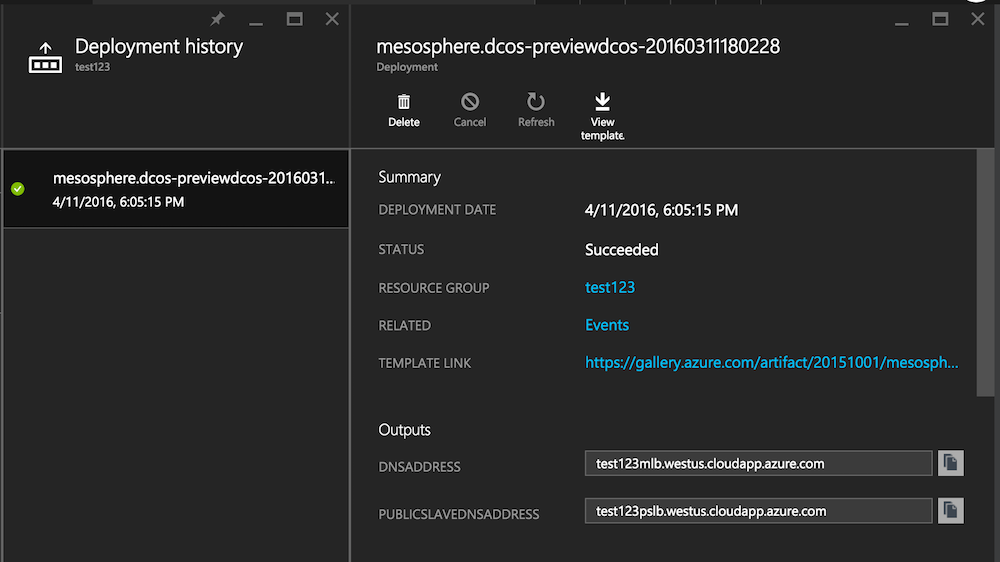 Deployment history
test123
mesosphere.dcos-previewdcos-201603l...
4/11/2016, 6:05:15 PM
mesosphere.dcos-previewdcos-20160311180228
Deployment
Delete
Cancel
Refresh
View
template
Summary
DEPLOYMENT DATE
4/11/2016, 6:05:15 PM
STATUS
Succeeded
RESOURCE GROUP
test123
RELATED
Events
TEMPLATE LINK
https://gallery.azure.com/artifact/20151001/mesosph...
Outputs
DNSADDRESS
test123mlb.westus.cloudapp.azure.com
PUBLICSLAVEDNSADDRESS
test123pslb.westus.cloudapp.azure.com